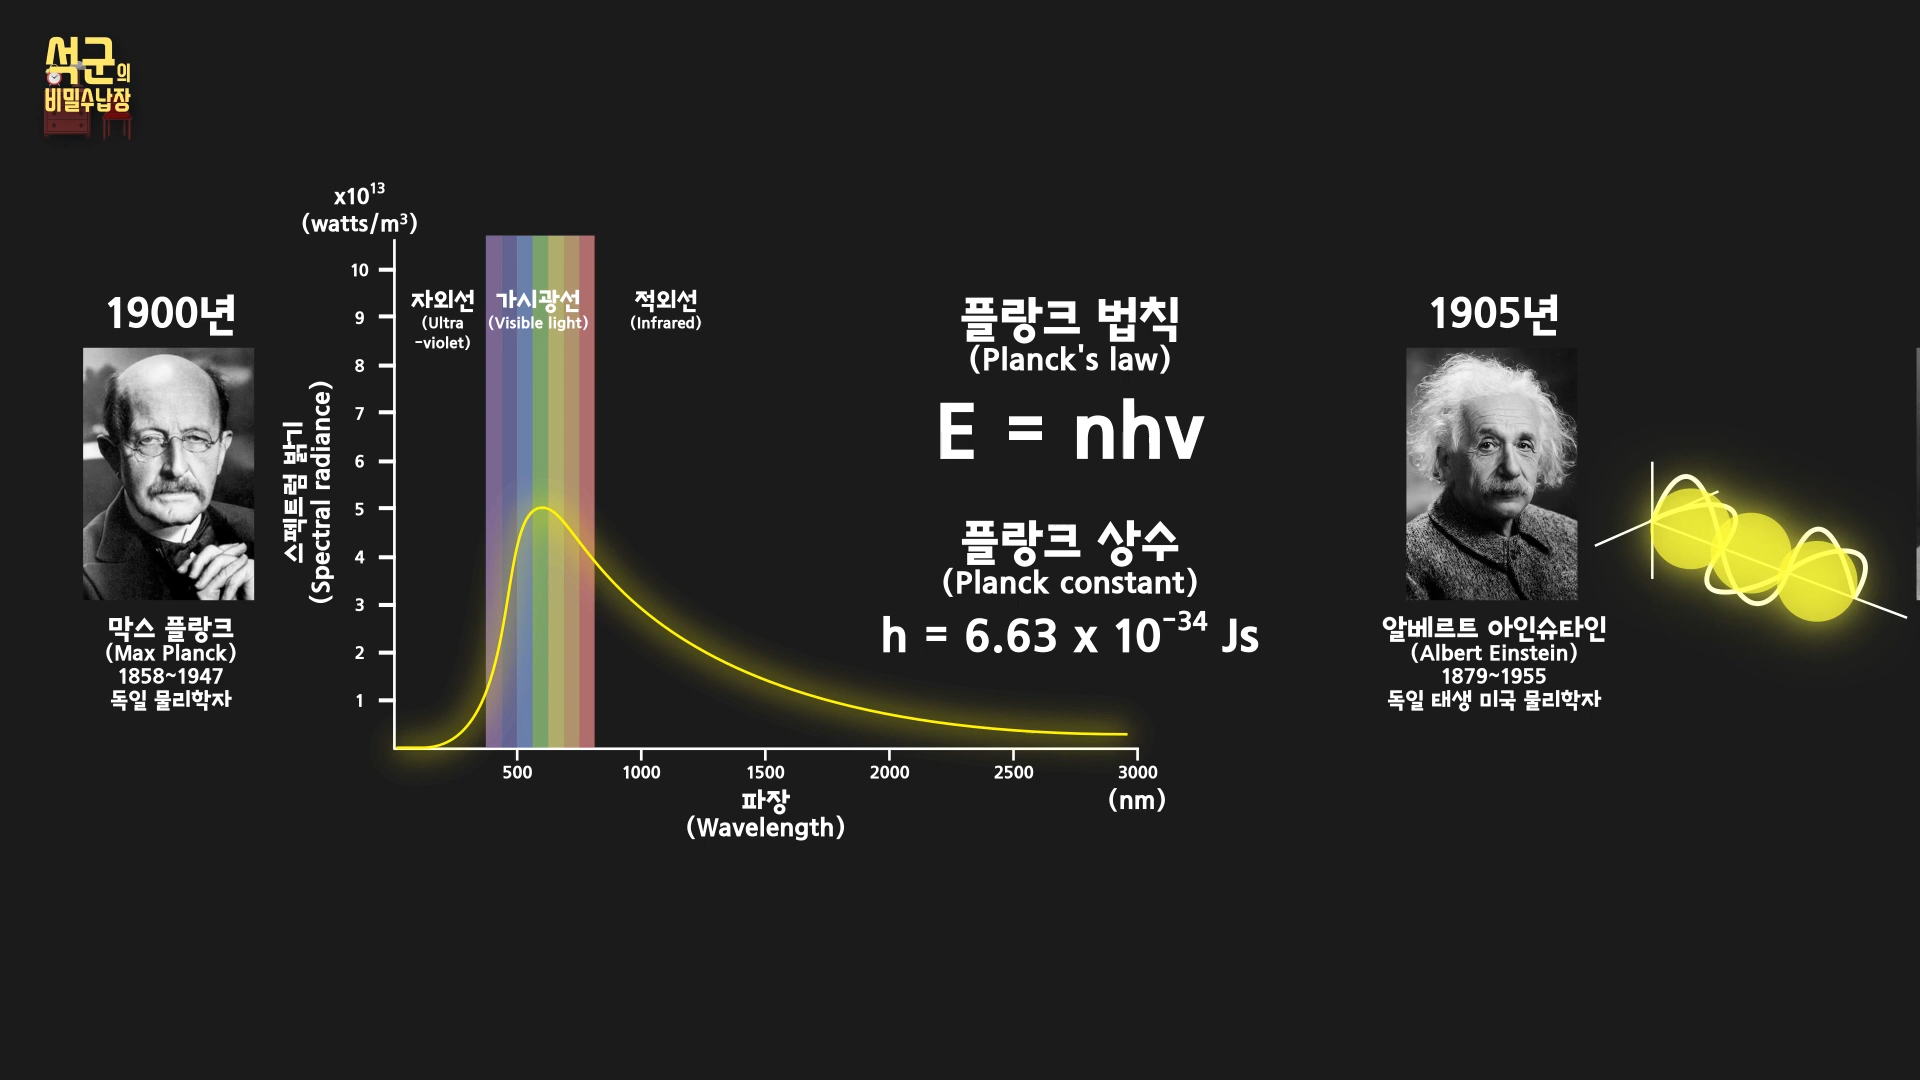 석군의
비밀수납장
1900년
막스 플랑크
(Max Planck)
1858~1947
독일 물리학자
x10¹³
(watts/m³)
스펙트럼 밝기
(Spectral radiance)
10
9
8
7
6
5
4
3
2
1
자외선
(Ultra
-violet)
가시광선
(Visible light)
적외선
(Infrared)
500
1000
1500
2000
2500
3000
파장
(Wavelength)
(nm)
플랑크 법칙
(Planck's law)
E = nhv
플랑크 상수
(Planck constant)
h = 6.63 x 10⁻³⁴ Js
1905년
알베르트 아인슈타인
(Albert Einstein)
1879~1955
독일 태생 미국 물리학자